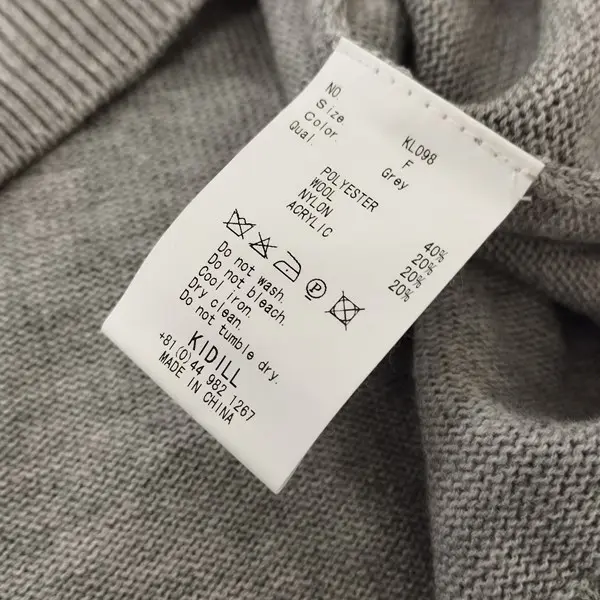 NO. KL098
Size. F
Color. Grey
Qual.
POLYESTER 40%
WOOL 20%
NYLON 20%
ACRYLIC 20%
P
Do not wash.
Do not bleach.
Cool iron.
Dry clean.
Do not tumble dry.
KIDILL
+81(0)44 982 1267
MADE IN CHINA